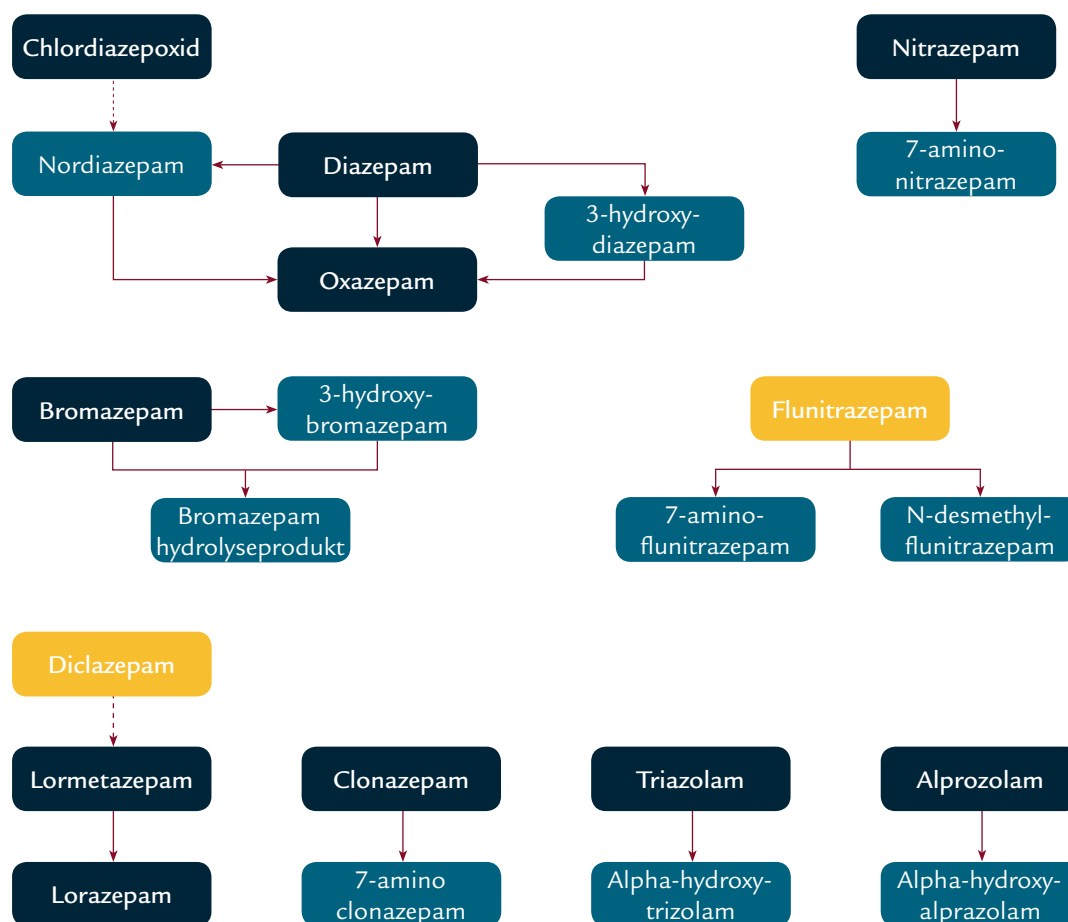 Chlordiazepoxid
Nitrazepam
Nordiazepam
Diazepam
7-amino-
nitrazepam
3-hydroxy-
diazepam
Oxazepam
Bromazepam
3-hydroxy-
bromazepam
Flunitrazepam
Bromazepam
hydrolyseprodukt
7-amino-
flunitrazepam
N-desmethyl-
flunitrazepam
Diclazepam
Lormetazepam
Clonazepam
Triazolam
Alprozolam
Lorazepam
7-amino
clonazepam
Alpha-hydroxy-
trizolam
Alpha-hydroxy-
alprazolam